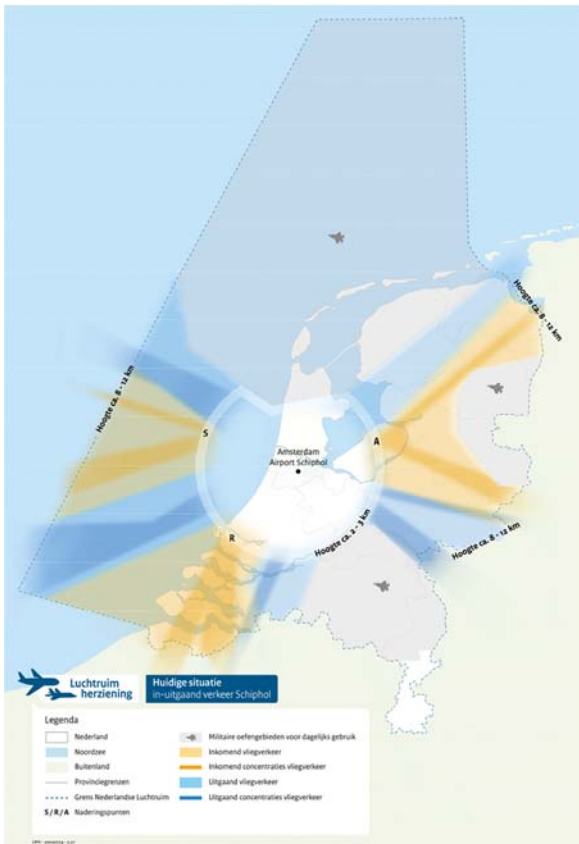 Hoogte ca. 8 - 12 km
Hoogte ca. 8 - 12 km
S
A
Amsterdam
Airport Schiphol
R
Hoogte ca. 2 - 3 km
Hoogte ca. 8 - 12 km
Luchtruim
herziening
Huidige situatie
in-uitgaand verkeer Schiphol
Legenda
Nederland
Noordzee
Buitenland
Provinciegrenzen
Grens Nederlandse Luchtruim
S/R/A Naderingspunten
Militaire oefengebieden voor dagelijks gebruik
Inkomend vliegverkeer
Inkomend concentraties vliegverkeer
Uitgaand vliegverkeer
Uitgaand concentraties vliegverkeer